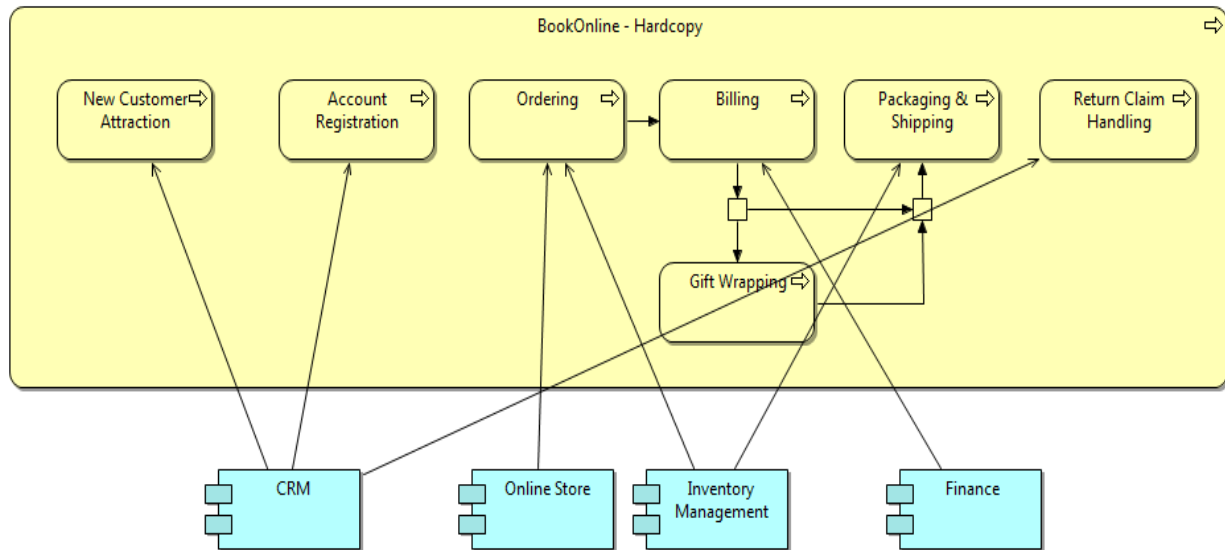 BookOnline - Hardcopy
New Customer
Attraction
Account
Registration
Ordering
Billing
Packaging &
Shipping
Return Claim
Handling
Gift Wrapping
CRM
Online Store
Inventory
Management
Finance